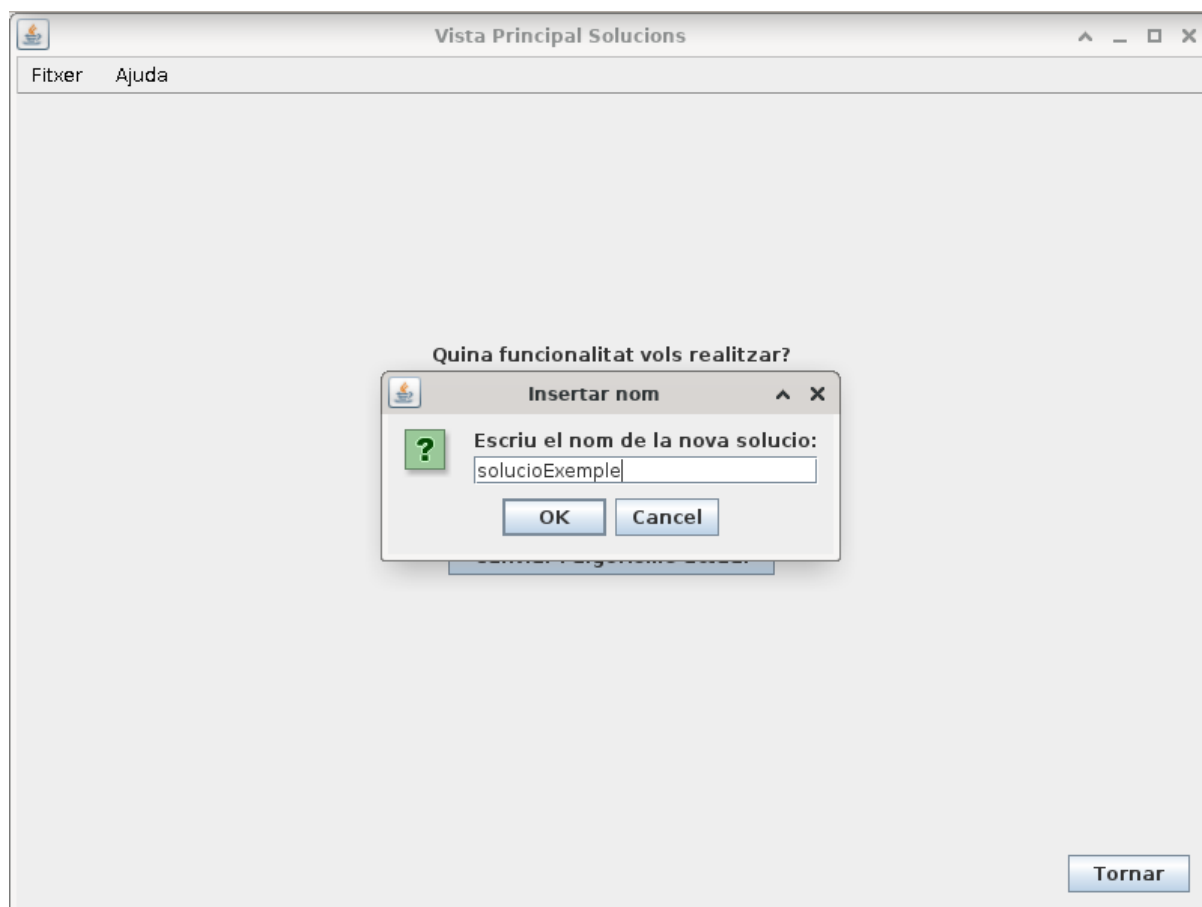 Vista Principal Solucions
Fitxer Ajuda
Quina funcionalitat vols realitzar?
Insertar nom
? Escriu el nom de la nova solucio:
solucioExemple
OK Cancel
Tornar